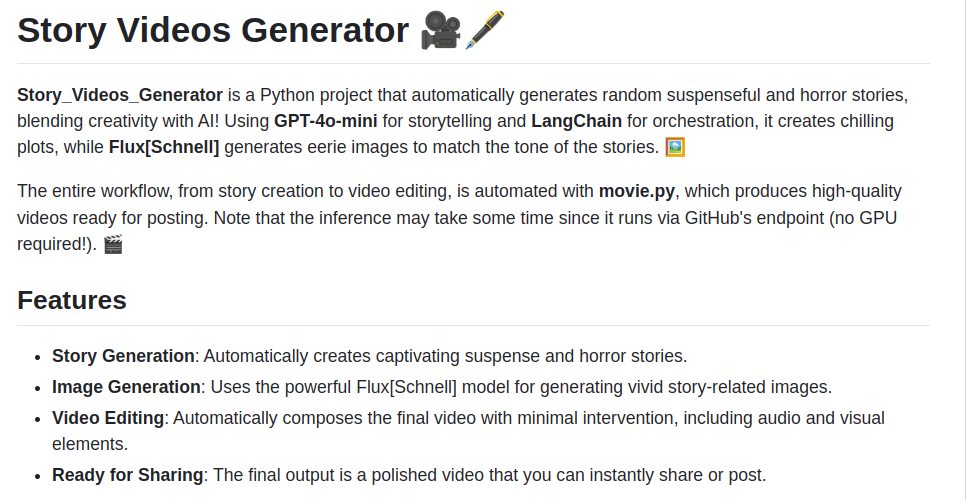 Story Videos Generator 🎥🖋️
Story_Videos_Generator is a Python project that automatically generates random suspenseful and horror stories,
blending creativity with AI! Using GPT-4o-mini for storytelling and LangChain for orchestration, it creates chilling
plots, while Flux[Schnell] generates eerie images to match the tone of the stories. 🖼️
The entire workflow, from story creation to video editing, is automated with movie.py, which produces high-quality
videos ready for posting. Note that the inference may take some time since it runs via GitHub's endpoint (no GPU
required!). 🎬
Features
• Story Generation: Automatically creates captivating suspense and horror stories.
• Image Generation: Uses the powerful Flux[Schnell] model for generating vivid story-related images.
• Video Editing: Automatically composes the final video with minimal intervention, including audio and visual
elements.
• Ready for Sharing: The final output is a polished video that you can instantly share or post.